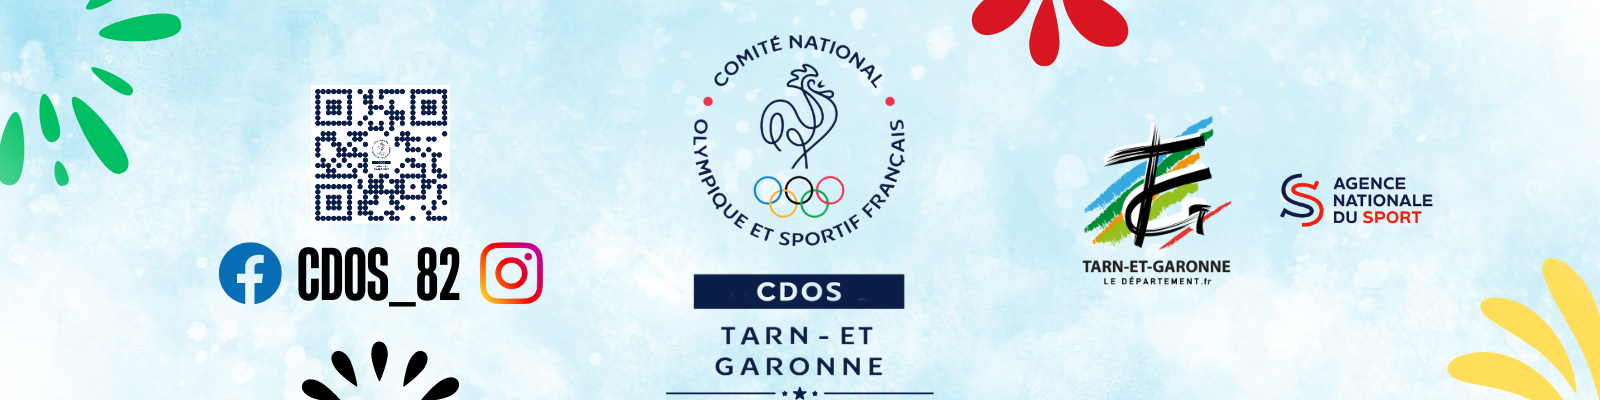 CDOS_82
COMITÉ NATIONAL
OLYMPIQUE ET SPORTIF FRANÇAIS
CDOS
TARN-ET
GARONNE
TARN-ET-GARONNE
LE DÉPARTEMENT.fr
AGENCE
NATIONALE
DU SPORT